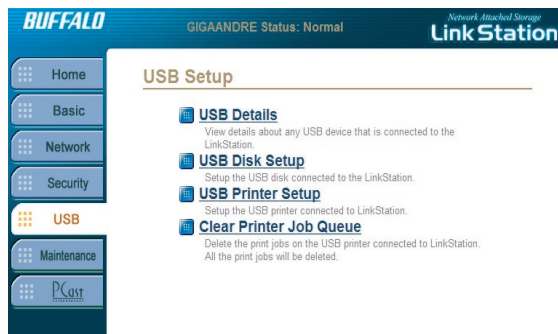 BUFFALO
GIGAANDRE Status: Normal
Network Attached Storage
LinkStation
Home
Basic
Network
Security
USB
Maintenance
PCast
USB Setup
USB Details
View details about any USB device that is connected to the
LinkStation.
USB Disk Setup
Setup the USB disk connected to the LinkStation.
USB Printer Setup
Setup the USB printer connected to LinkStation.
Clear Printer Job Queue
Delete the print jobs on the USB printer connected to LinkStation.
All the print jobs will be deleted.